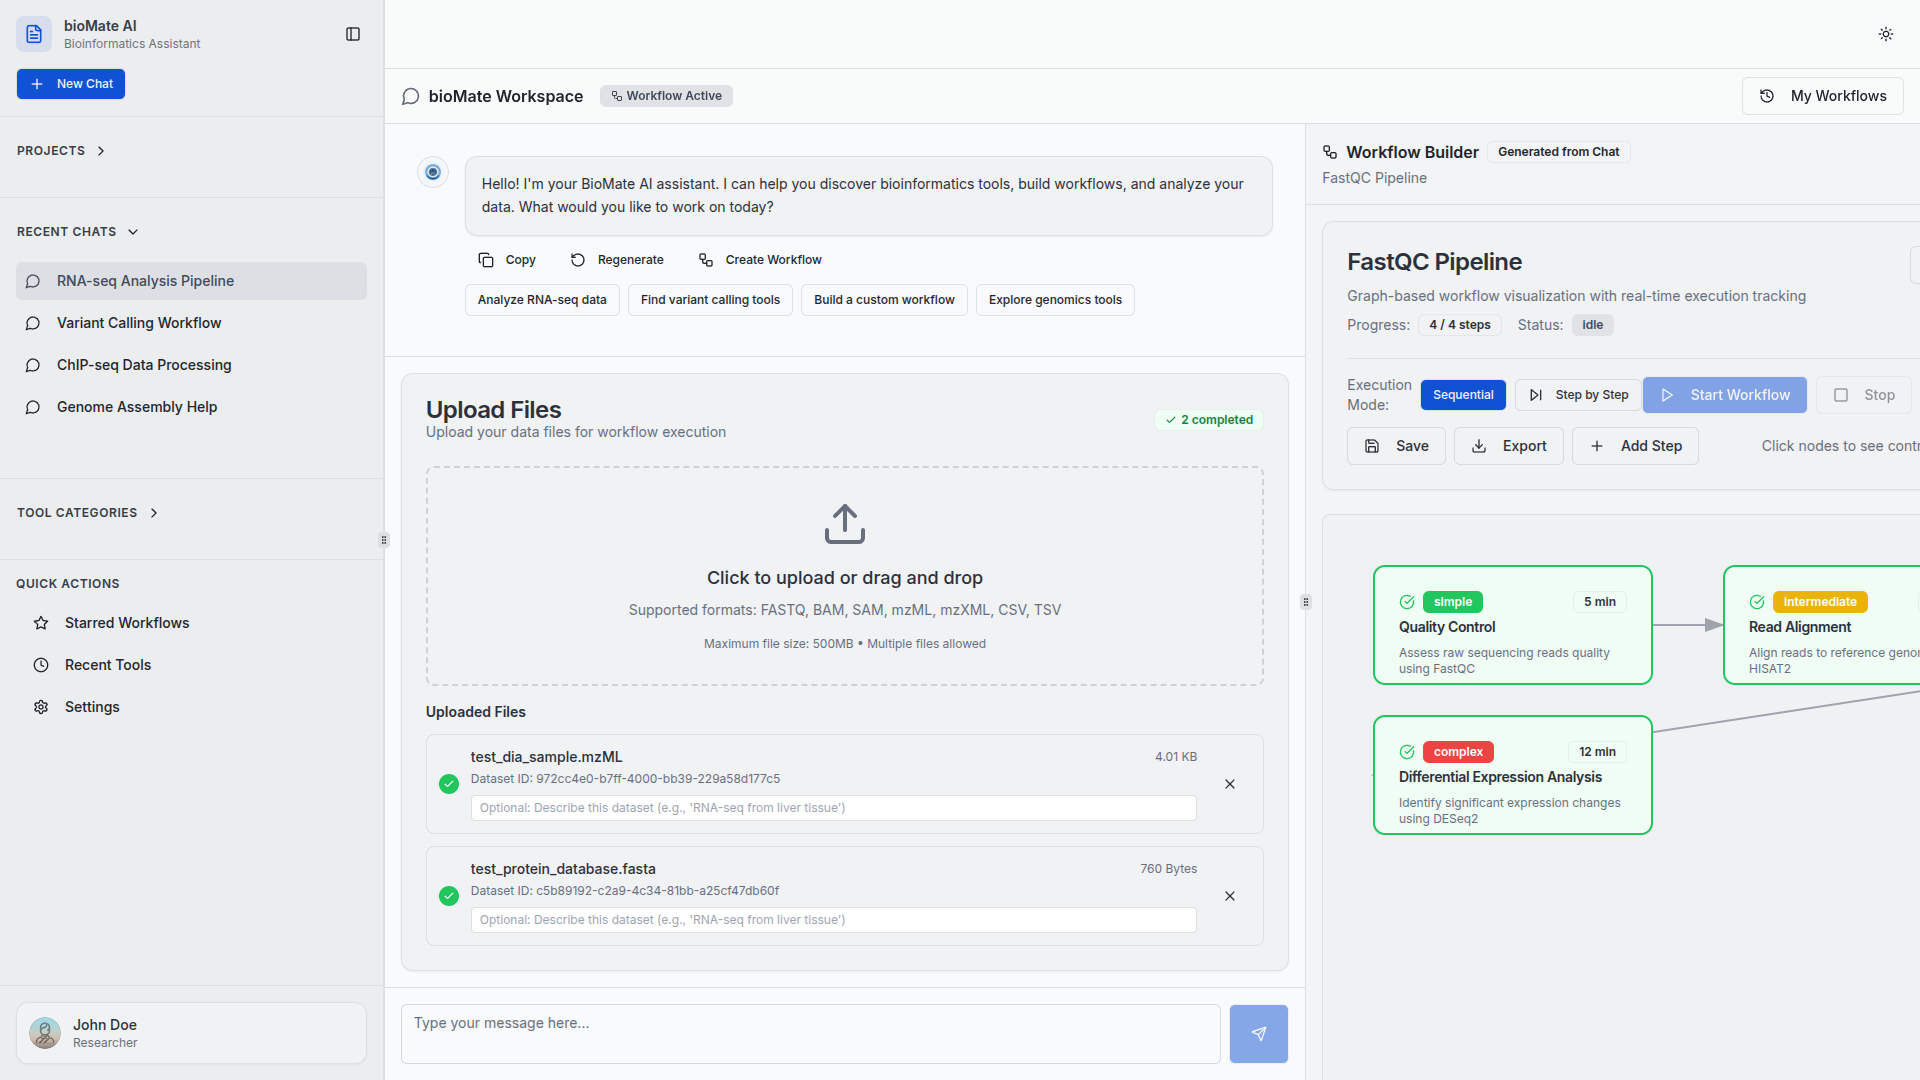 bioMate AI
Bioinformatics Assistant
New Chat
PROJECTS
RECENT CHATS
RNA-seq Analysis Pipeline
Variant Calling Workflow
ChIP-seq Data Processing
Genome Assembly Help
TOOL CATEGORIES
QUICK ACTIONS
Starred Workflows
Recent Tools
Settings
John Doe
Researcher
bioMate Workspace
Workflow Active
My Workflows
Hello! I'm your BioMate AI assistant. I can help you discover bioinformatics tools, build workflows, and analyze your
data. What would you like to work on today?
Copy
Regenerate
Create Workflow
Analyze RNA-seq data
Find variant calling tools
Build a custom workflow
Explore genomics tools
Upload Files
Upload your data files for workflow execution
2 completed
Click to upload or drag and drop
Supported formats: FASTQ, BAM, SAM, mzML, mzXML, CSV, TSV
Maximum file size: 500MB • Multiple files allowed
Uploaded Files
test_dia_sample.mzML
4.01 KB
Dataset ID: 972cc4e0-b7ff-4000-bb39-229a58d177c5
Optional: Describe this dataset (e.g., 'RNA-seq from liver tissue')
test_protein_database.fasta
760 Bytes
Dataset ID: c5b89192-c2a9-4c34-81bb-a25cf47db60f
Optional: Describe this dataset (e.g., 'RNA-seq from liver tissue')
Type your message here...
Workflow Builder
Generated from Chat
FastQC Pipeline
FastQC Pipeline
Graph-based workflow visualization with real-time execution tracking
Progress: 4 / 4 steps Status: idle
Execution
Mode:
Sequential
Step by Step
Start Workflow
Stop
Save
Export
Add Step
Click nodes to see contr
simple
5 min
Quality Control
Assess raw sequencing reads quality
using FastQC
intermediate
Read Alignment
Align reads to reference geno
HISAT2
complex
12 min
Differential Expression Analysis
Identify significant expression changes
using DESeq2